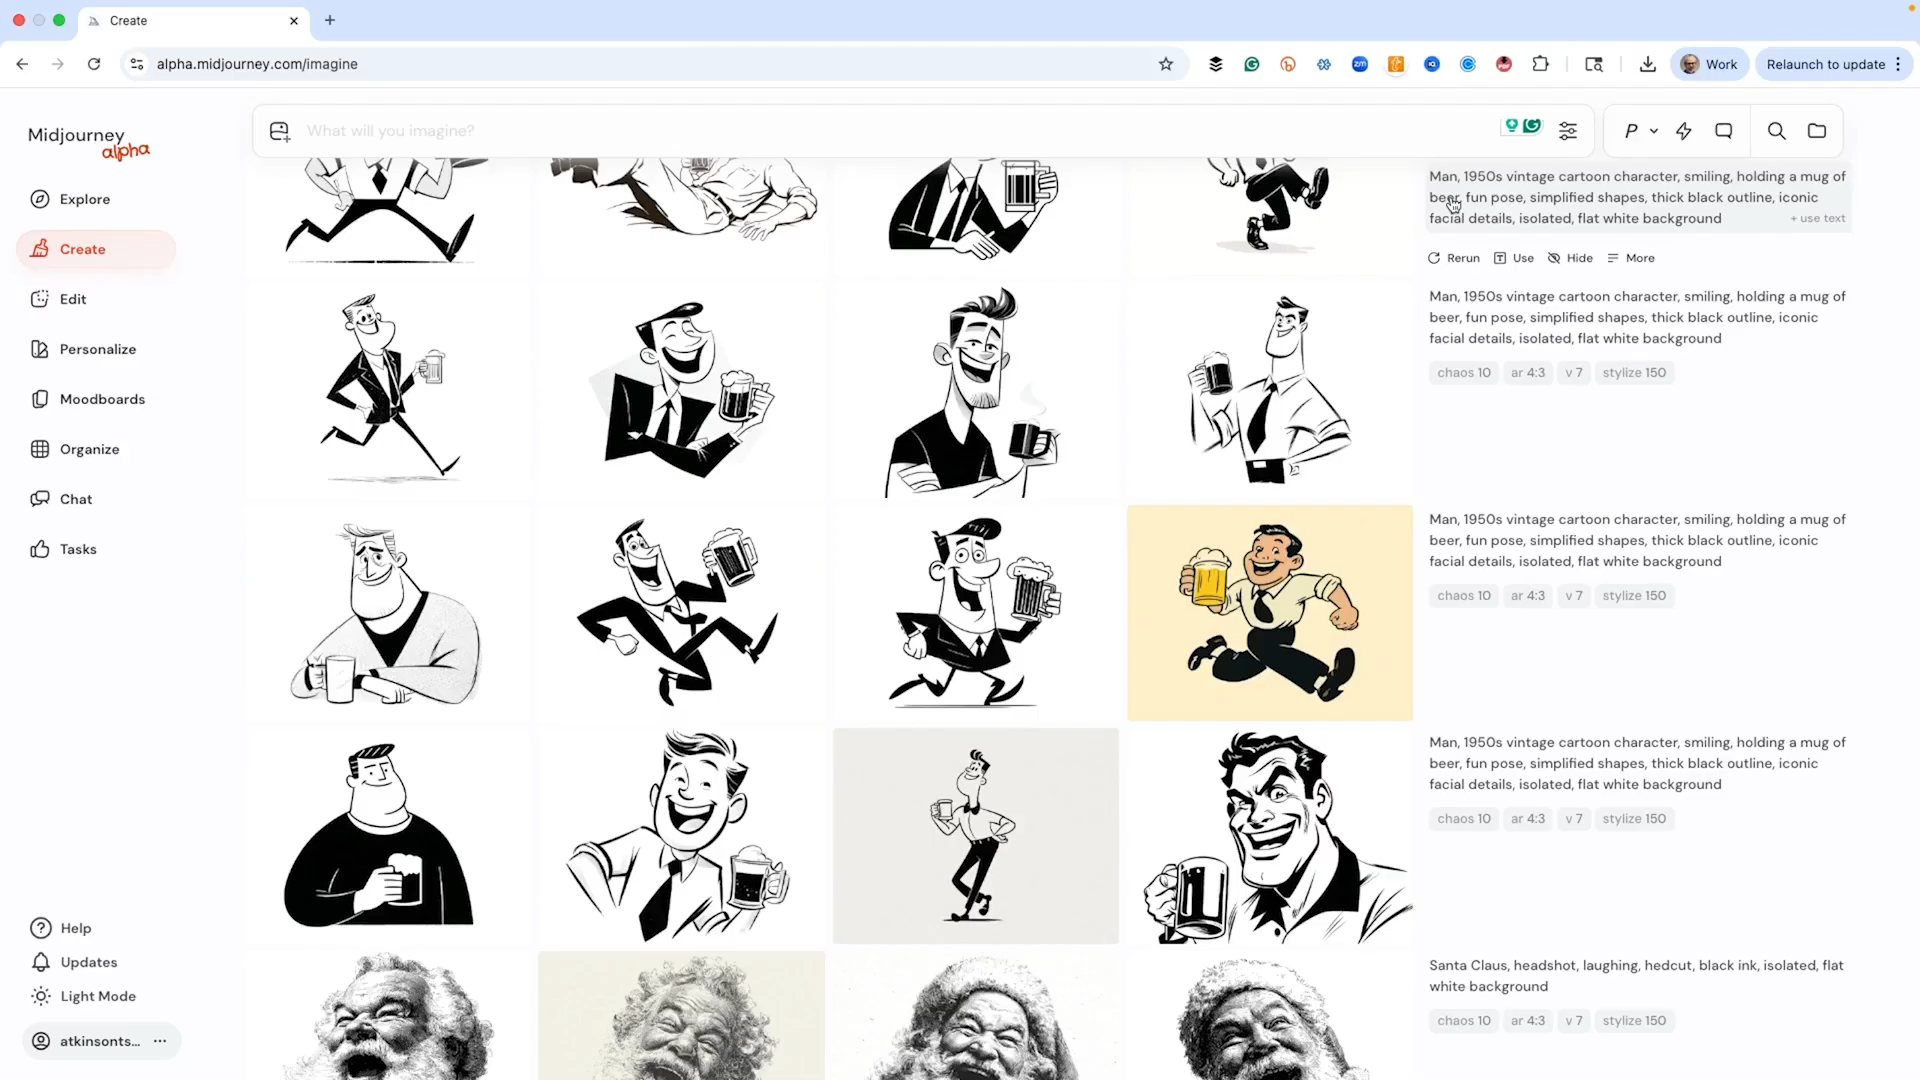 Create
alpha.midjourney.com/imagine
Work
Relaunch to update
Midjourney
alpha
What will you imagine?
P
Explore
Create
Edit
Personalize
Moodboards
Organize
Chat
Tasks
Help
Updates
Light Mode
atkinsonts...
Man, 1950s vintage cartoon character, smiling, holding a mug of
beer, fun pose, simplified shapes, thick black outline, iconic
facial details, isolated, flat white background
+ use text
Rerun Use Hide More
Man, 1950s vintage cartoon character, smiling, holding a mug of
beer, fun pose, simplified shapes, thick black outline, iconic
facial details, isolated, flat white background
chaos 10 ar 4:3 v 7 stylize 150
Man, 1950s vintage cartoon character, smiling, holding a mug of
beer, fun pose, simplified shapes, thick black outline, iconic
facial details, isolated, flat white background
chaos 10 ar 4:3 v 7 stylize 150
Man, 1950s vintage cartoon character, smiling, holding a mug of
beer, fun pose, simplified shapes, thick black outline, iconic
facial details, isolated, flat white background
chaos 10 ar 4:3 v 7 stylize 150
Santa Claus, headshot, laughing, hedcut, black ink, isolated, flat
white background
chaos 10 ar 4:3 v 7 stylize 150